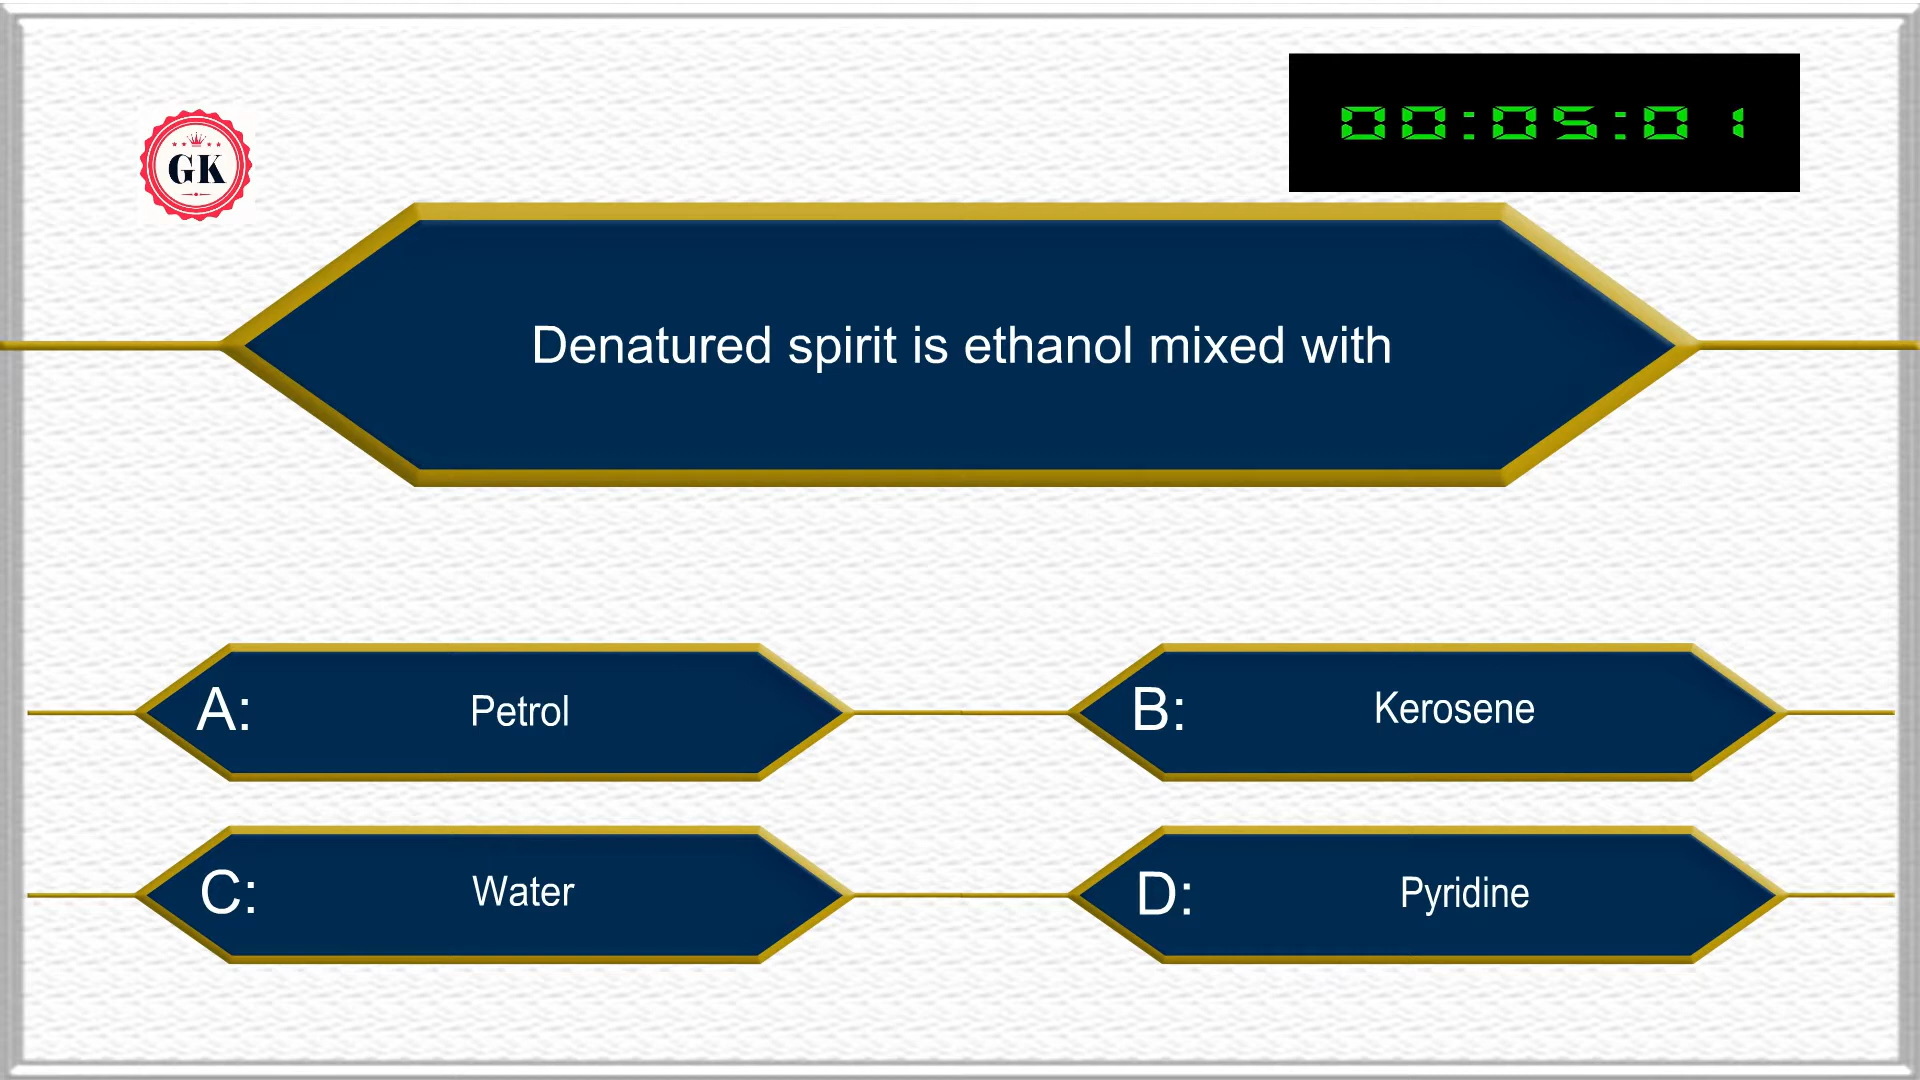 00:05:01
GK
Denatured spirit is ethanol mixed with
A: Petrol
B: Kerosene
C: Water
D: Pyridine